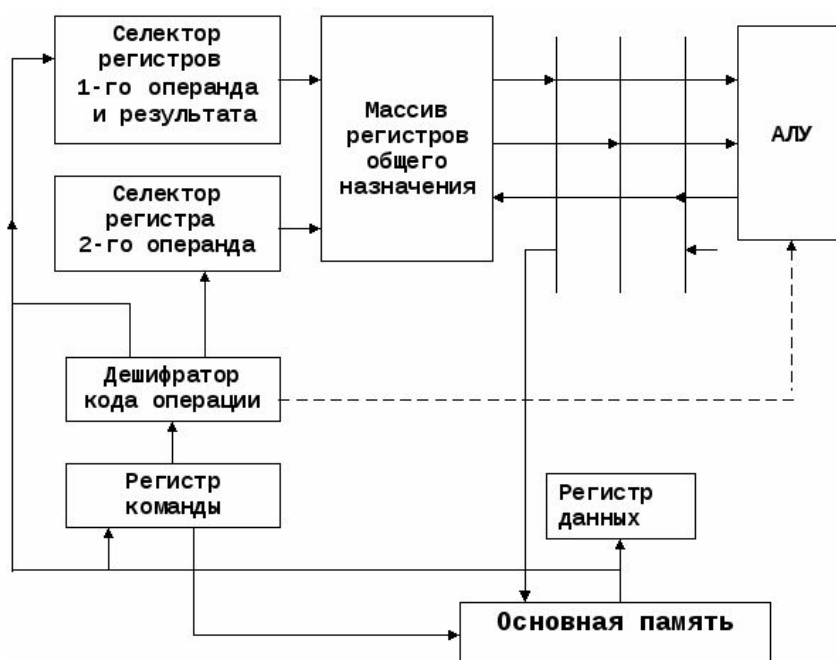 Селектор
регистров
1-го операнда
и результата
Массив
регистров
общего
назначения
АЛУ
Селектор
регистра
2-го операнда
Дешифратор
кода операции
Регистр
команды
Регистр
данных
Основная память